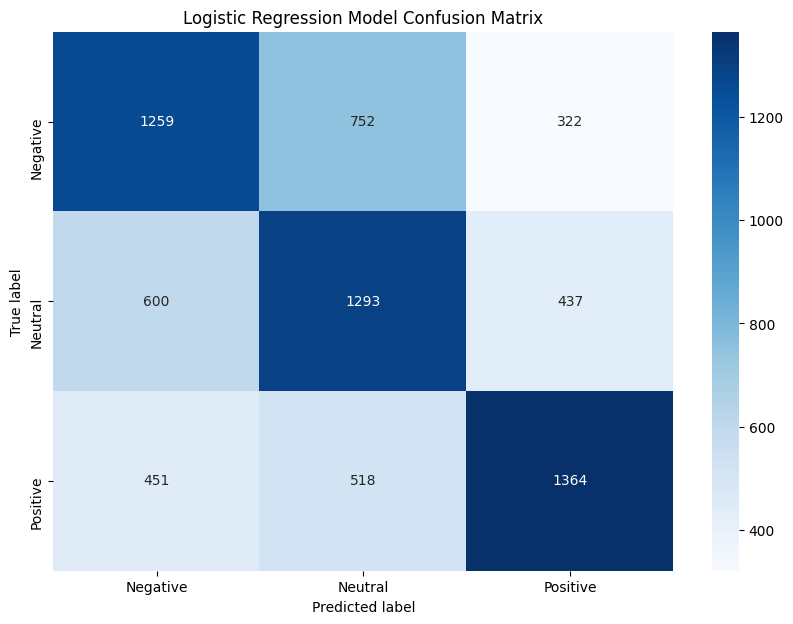 Logistic Regression Model Confusion Matrix
1259 752 322
600 1293 437
451 518 1364
Negative
Neutral
Positive
True label
Negative Neutral Positive
Predicted label
1200
1000
800
600
400